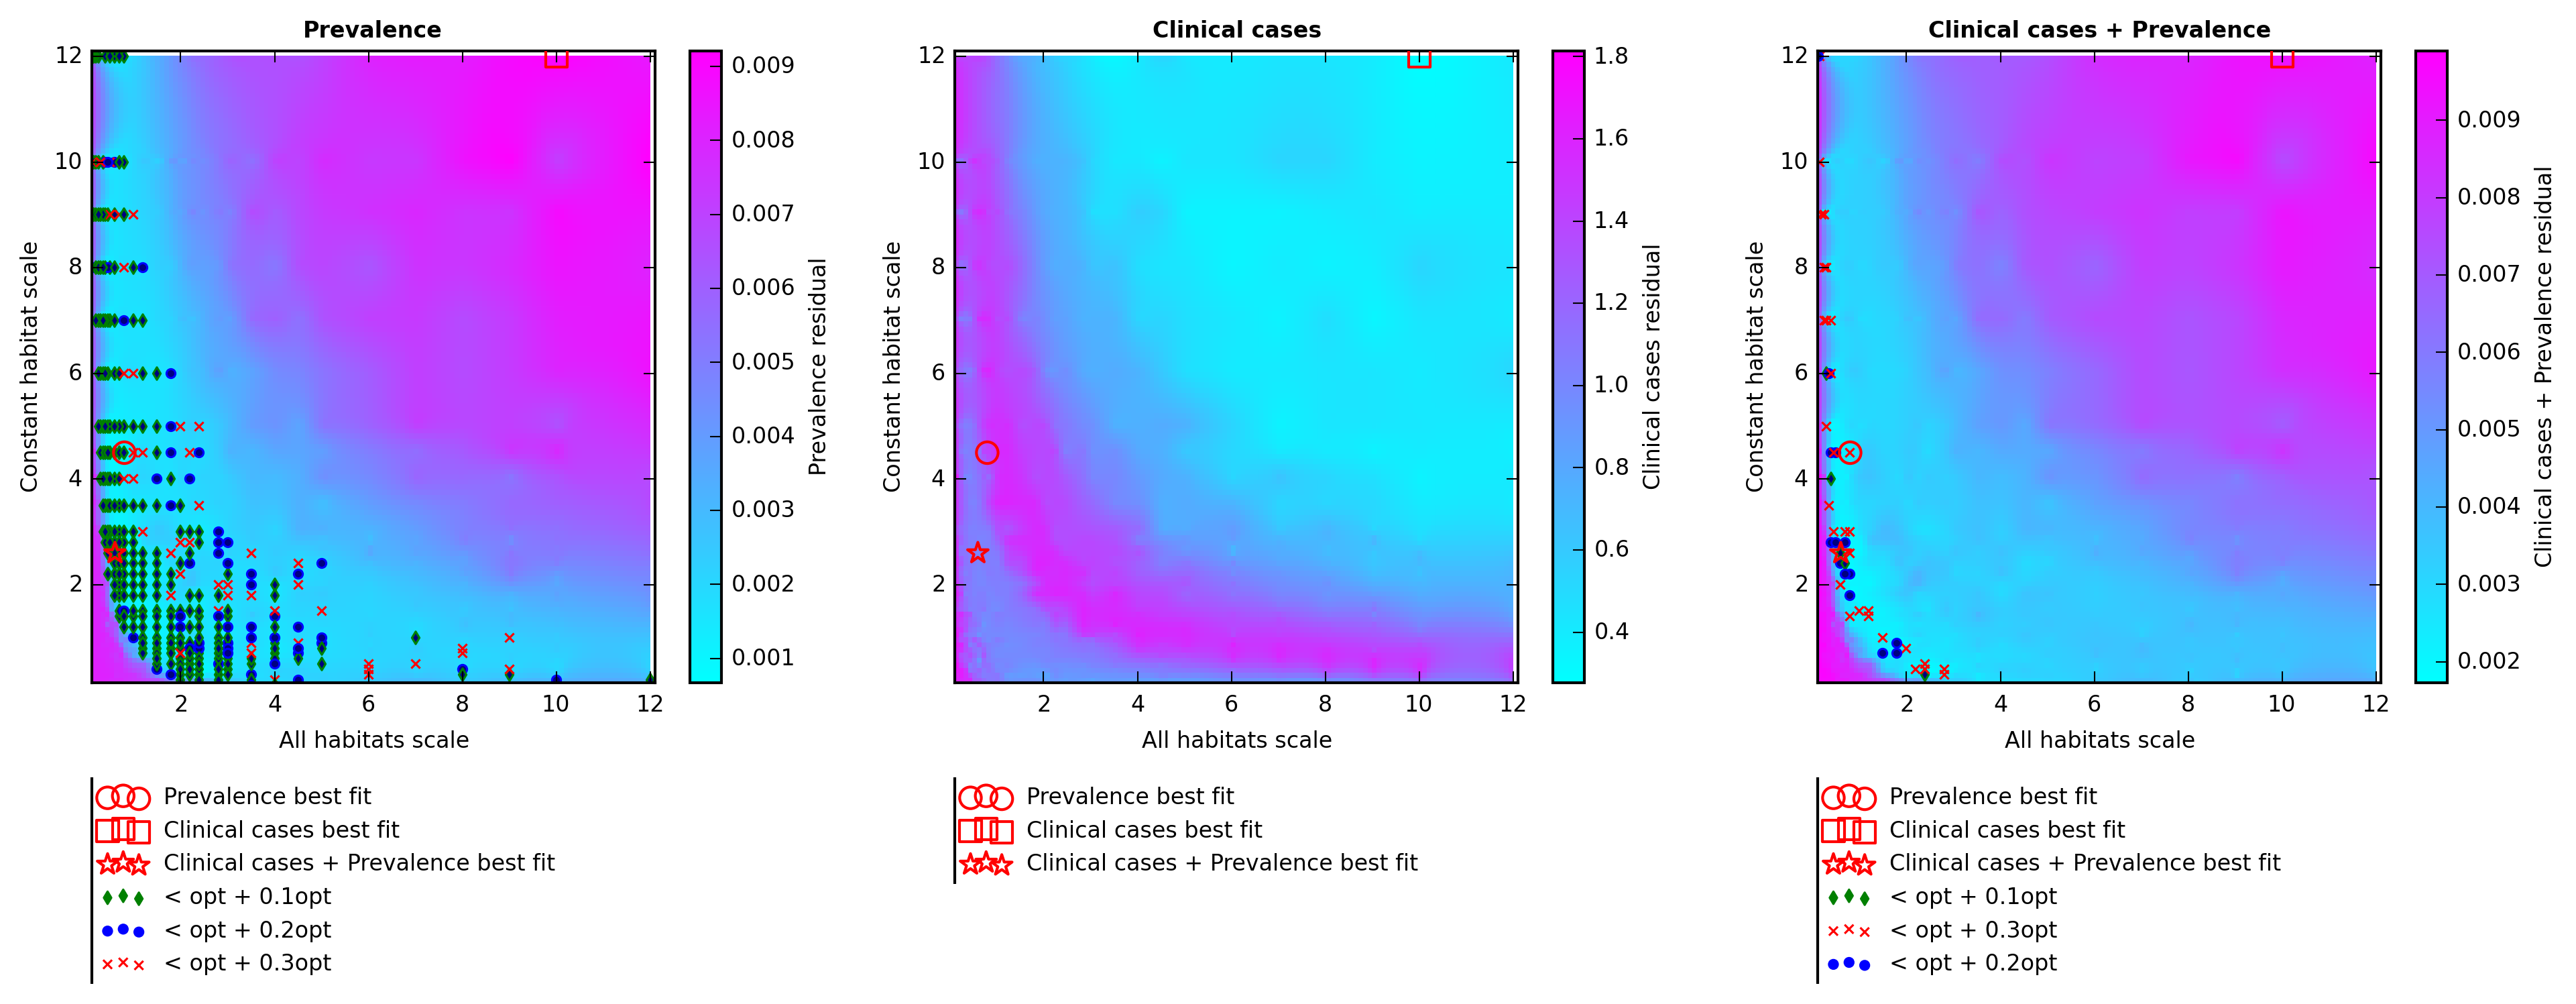 Prevalence
12
10
8
6
4
2
2 4 6 8 10 12
Constant habitat scale
All habitats scale
0.009
0.008
0.007
0.006
0.005
0.004
0.003
0.002
0.001
Prevalence residual
Prevalence best fit
Clinical cases best fit
Clinical cases + Prevalence best fit
< opt + 0.1opt
< opt + 0.2opt
< opt + 0.3opt
Clinical cases
12
10
8
6
4
2
2 4 6 8 10 12
Constant habitat scale
All habitats scale
1.8
1.6
1.4
1.2
1.0
0.8
0.6
0.4
Clinical cases residual
Prevalence best fit
Clinical cases best fit
Clinical cases + Prevalence best fit
Clinical cases + Prevalence
12
10
8
6
4
2
2 4 6 8 10 12
Constant habitat scale
All habitats scale
0.009
0.008
0.007
0.006
0.005
0.004
0.003
0.002
Clinical cases + Prevalence residual
Prevalence best fit
Clinical cases best fit
Clinical cases + Prevalence best fit
< opt + 0.1opt
< opt + 0.3opt
< opt + 0.2opt